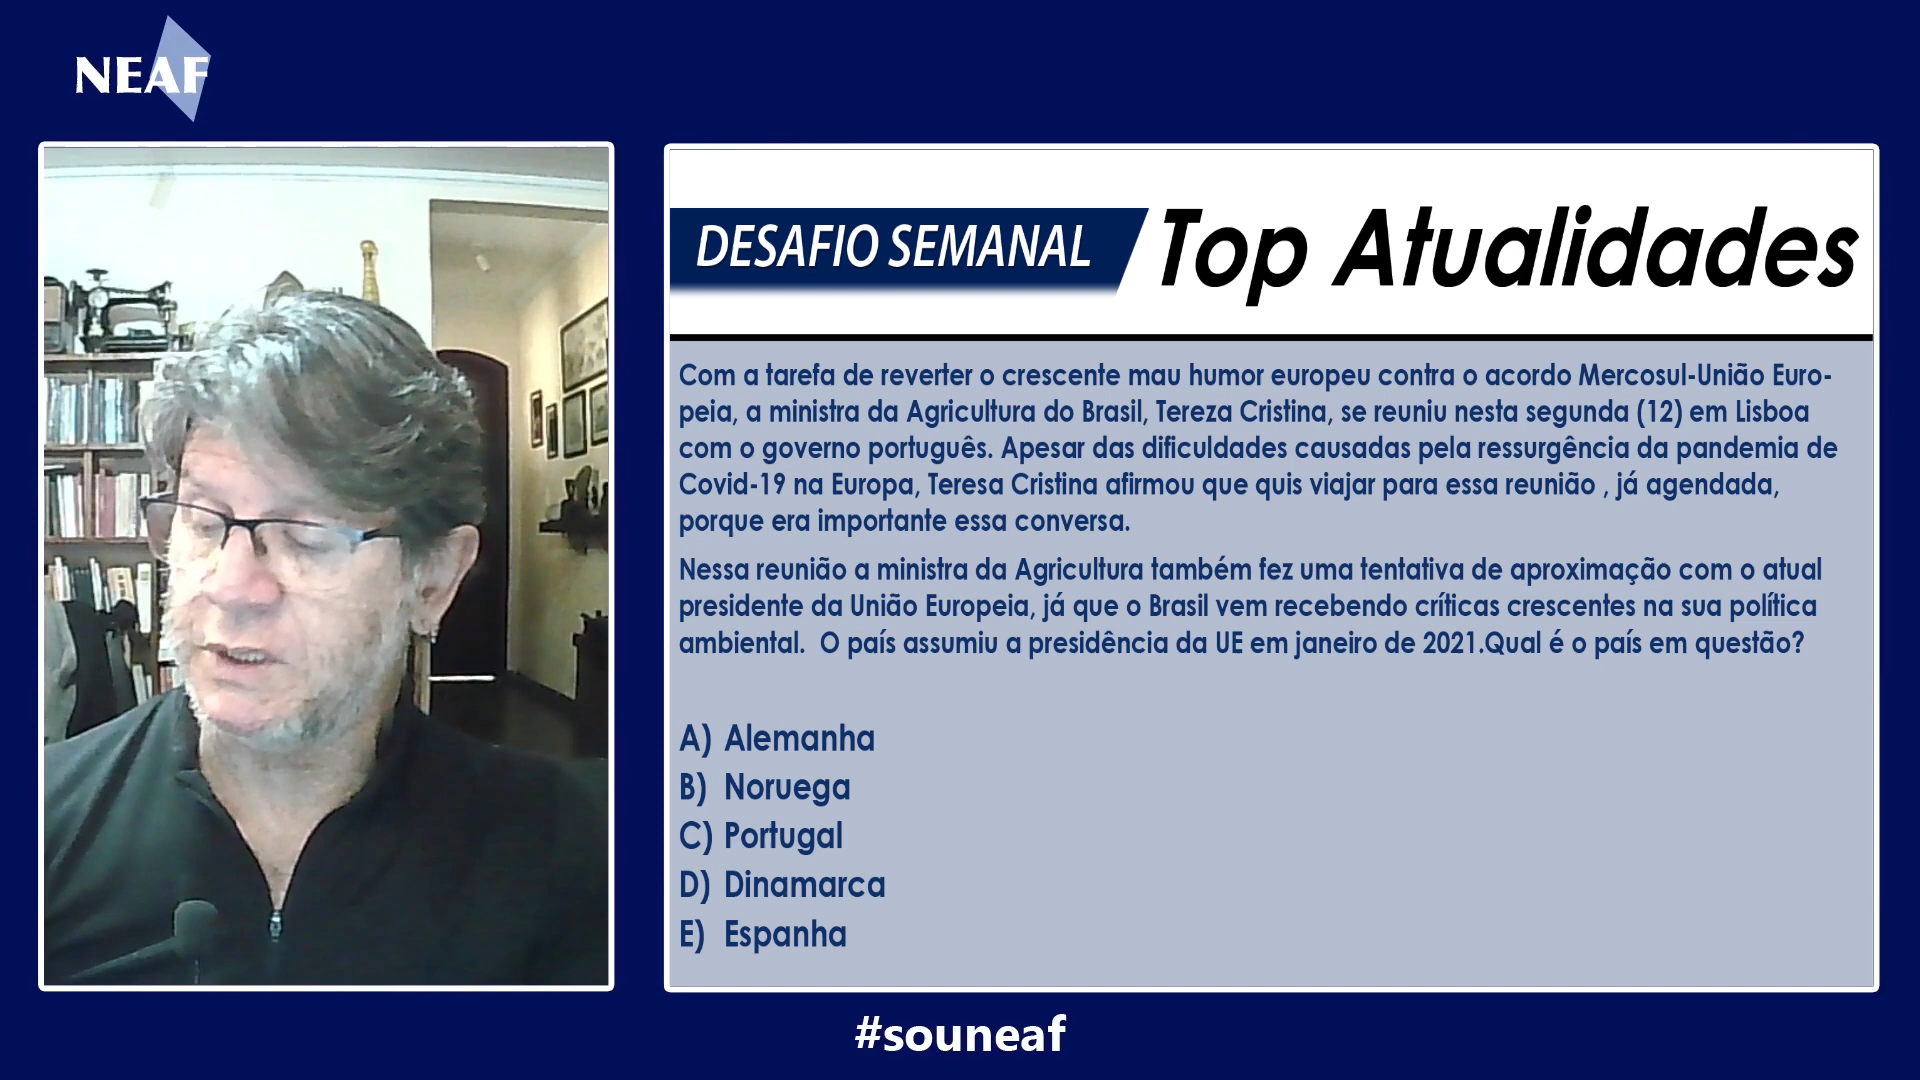 NEAF
DESAFIO SEMANAL
Top Atualidades
Com a tarefa de reverter o crescente mau humor europeu contra o acordo Mercosul-União Euro-
peia, a ministra da Agricultura do Brasil, Tereza Cristina, se reuniu nesta segunda (12) em Lisboa
com o governo português. Apesar das dificuldades causadas pela ressurgência da pandemia de
Covid-19 na Europa, Teresa Cristina afirmou que quis viajar para essa reunião , já agendada,
porque era importante essa conversa.
Nessa reunião a ministra da Agricultura também fez uma tentativa de aproximação com o atual
presidente da União Europeia, já que o Brasil vem recebendo críticas crescentes na sua política
ambiental.  O país assumiu a presidência da UE em janeiro de 2021.Qual é o país em questão?
A) Alemanha
B) Noruega
C) Portugal
D) Dinamarca
E) Espanha
#souneaf